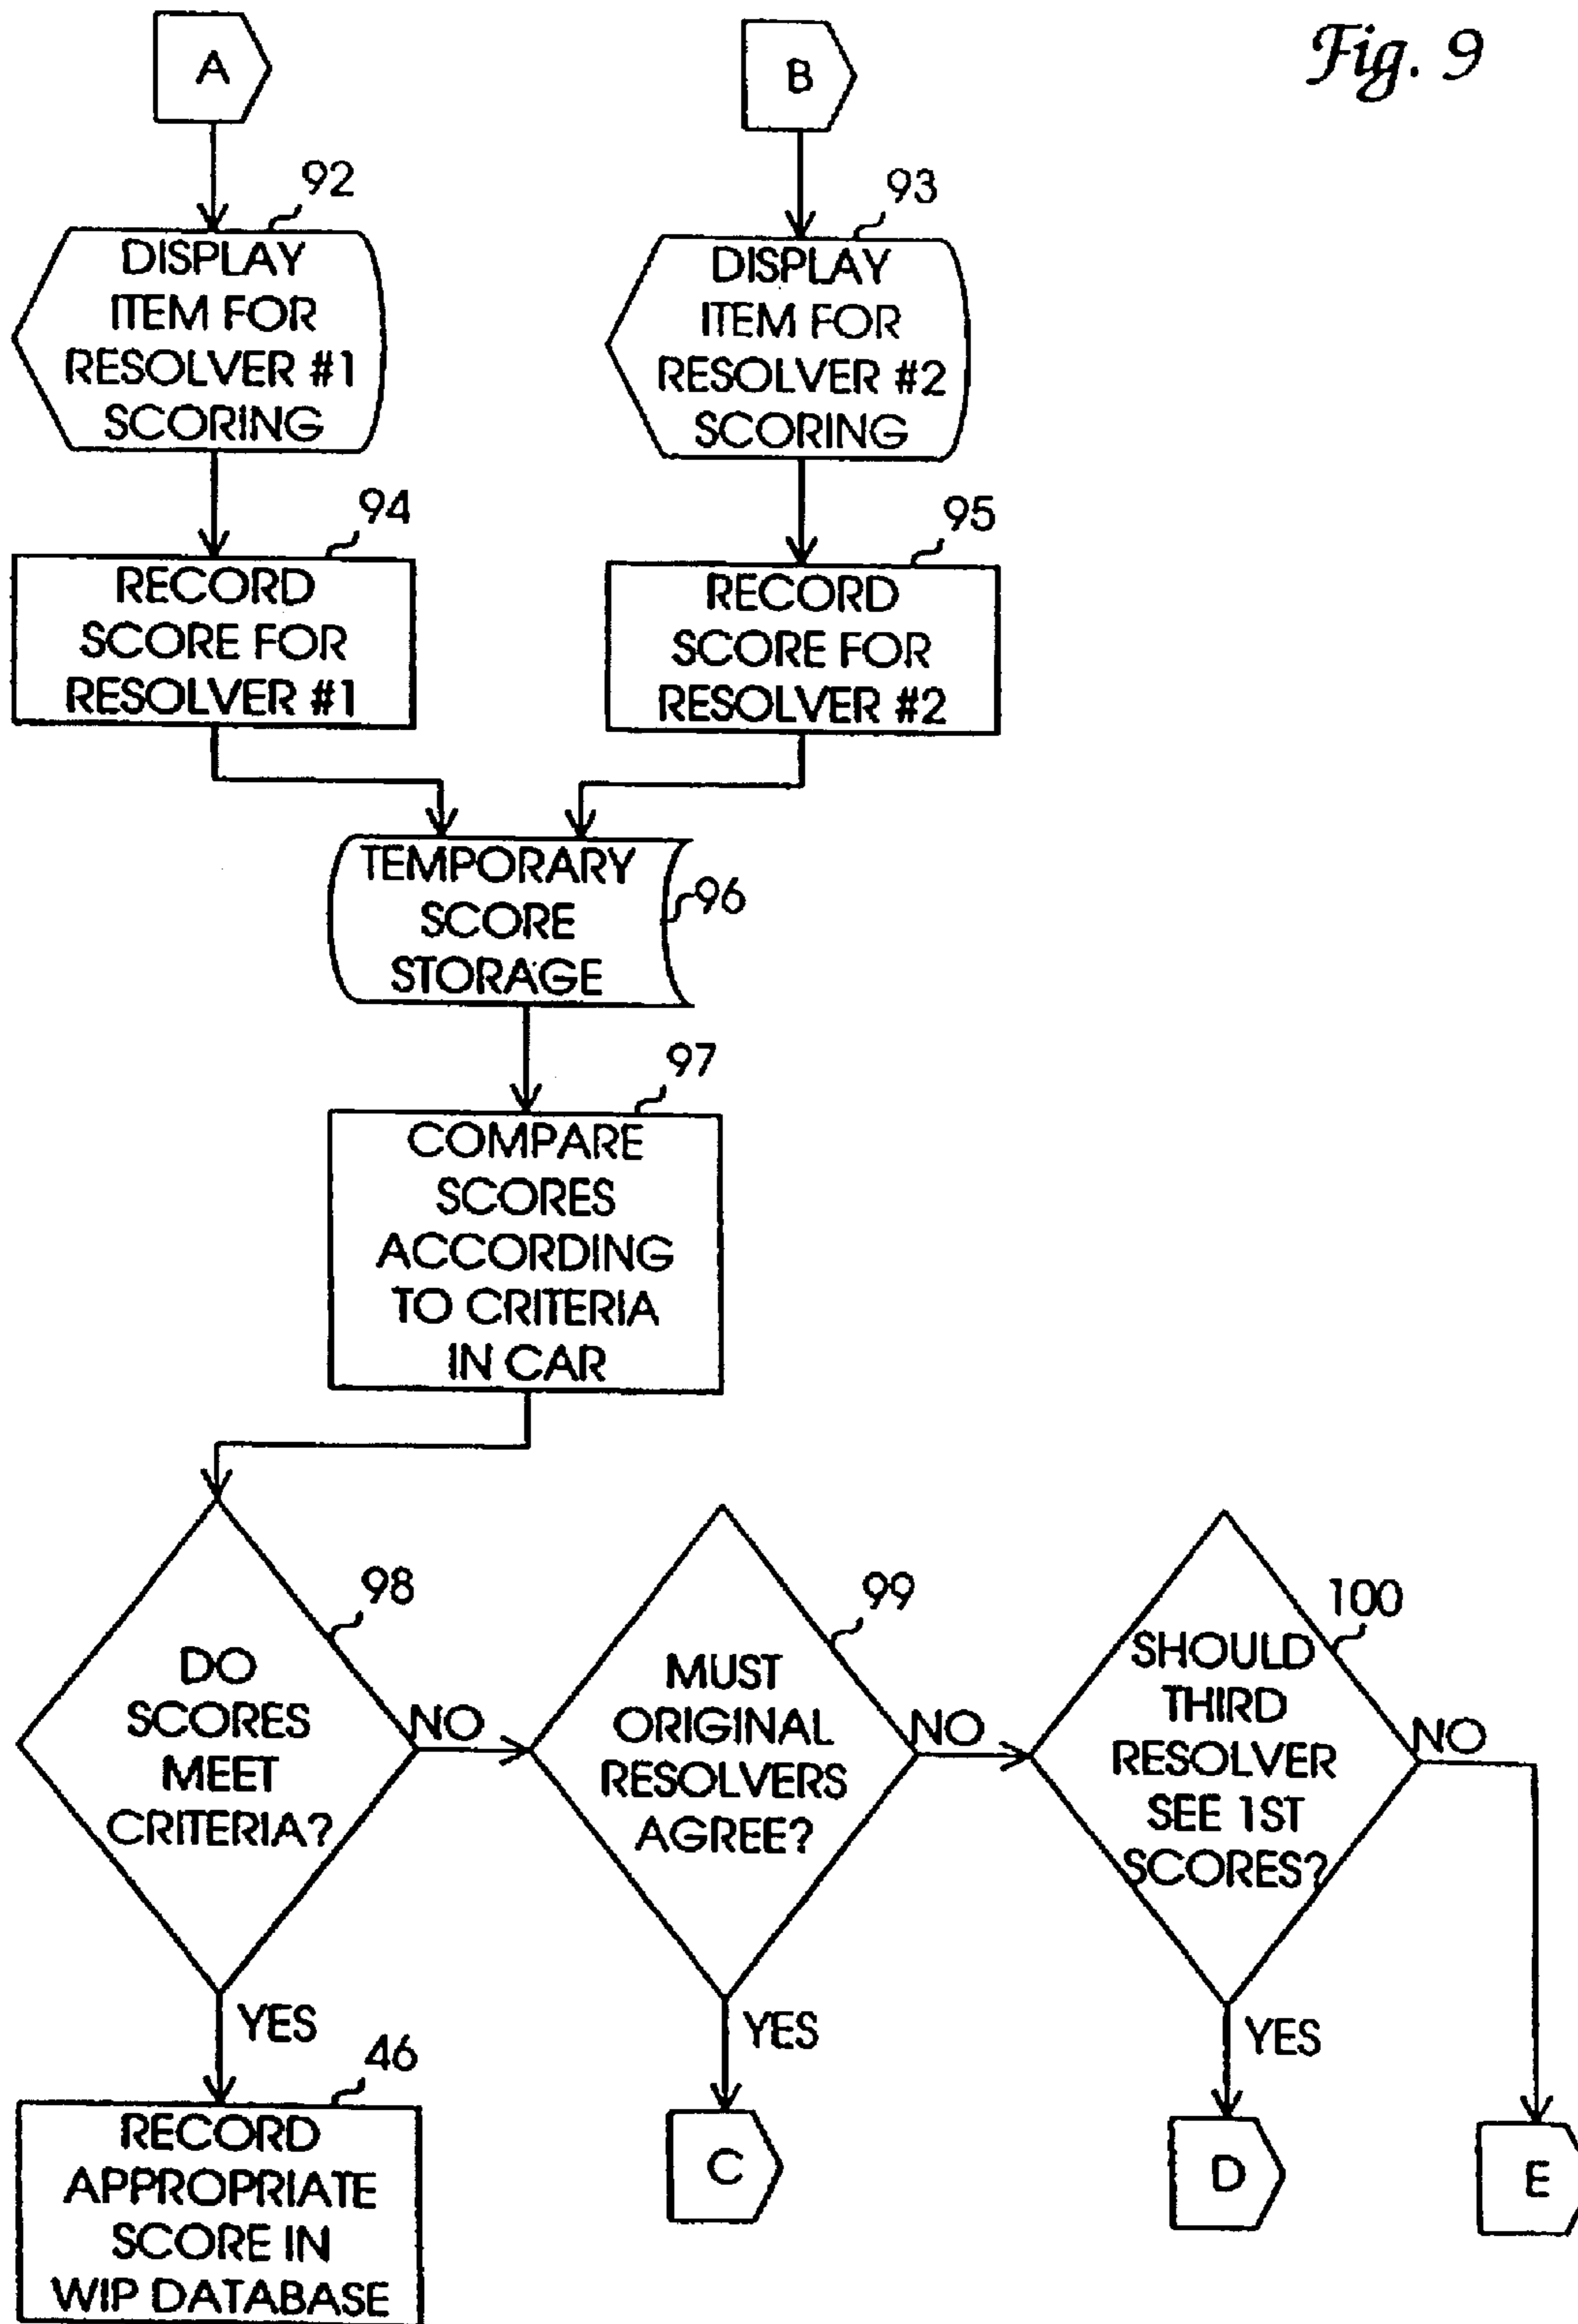 Fig. 9
A
B
92
DISPLAY
ITEM FOR
RESOLVER #1
SCORING
93
DISPLAY
ITEM FOR
RESOLVER #2
SCORING
94
RECORD
SCORE FOR
RESOLVER #1
95
RECORD
SCORE FOR
RESOLVER #2
TEMPORARY
SCORE
STORAGE
96
97
COMPARE
SCORES
ACCORDING
TO CRITERIA
IN CAR
98
DO
SCORES
MEET
CRITERIA?
NO
YES
99
MUST
ORIGINAL
RESOLVERS
AGREE?
NO
YES
100
SHOULD
THIRD
RESOLVER
SEE 1ST
SCORES?
NO
YES
46
RECORD
APPROPRIATE
SCORE IN
WIP DATABASE
C
D
E